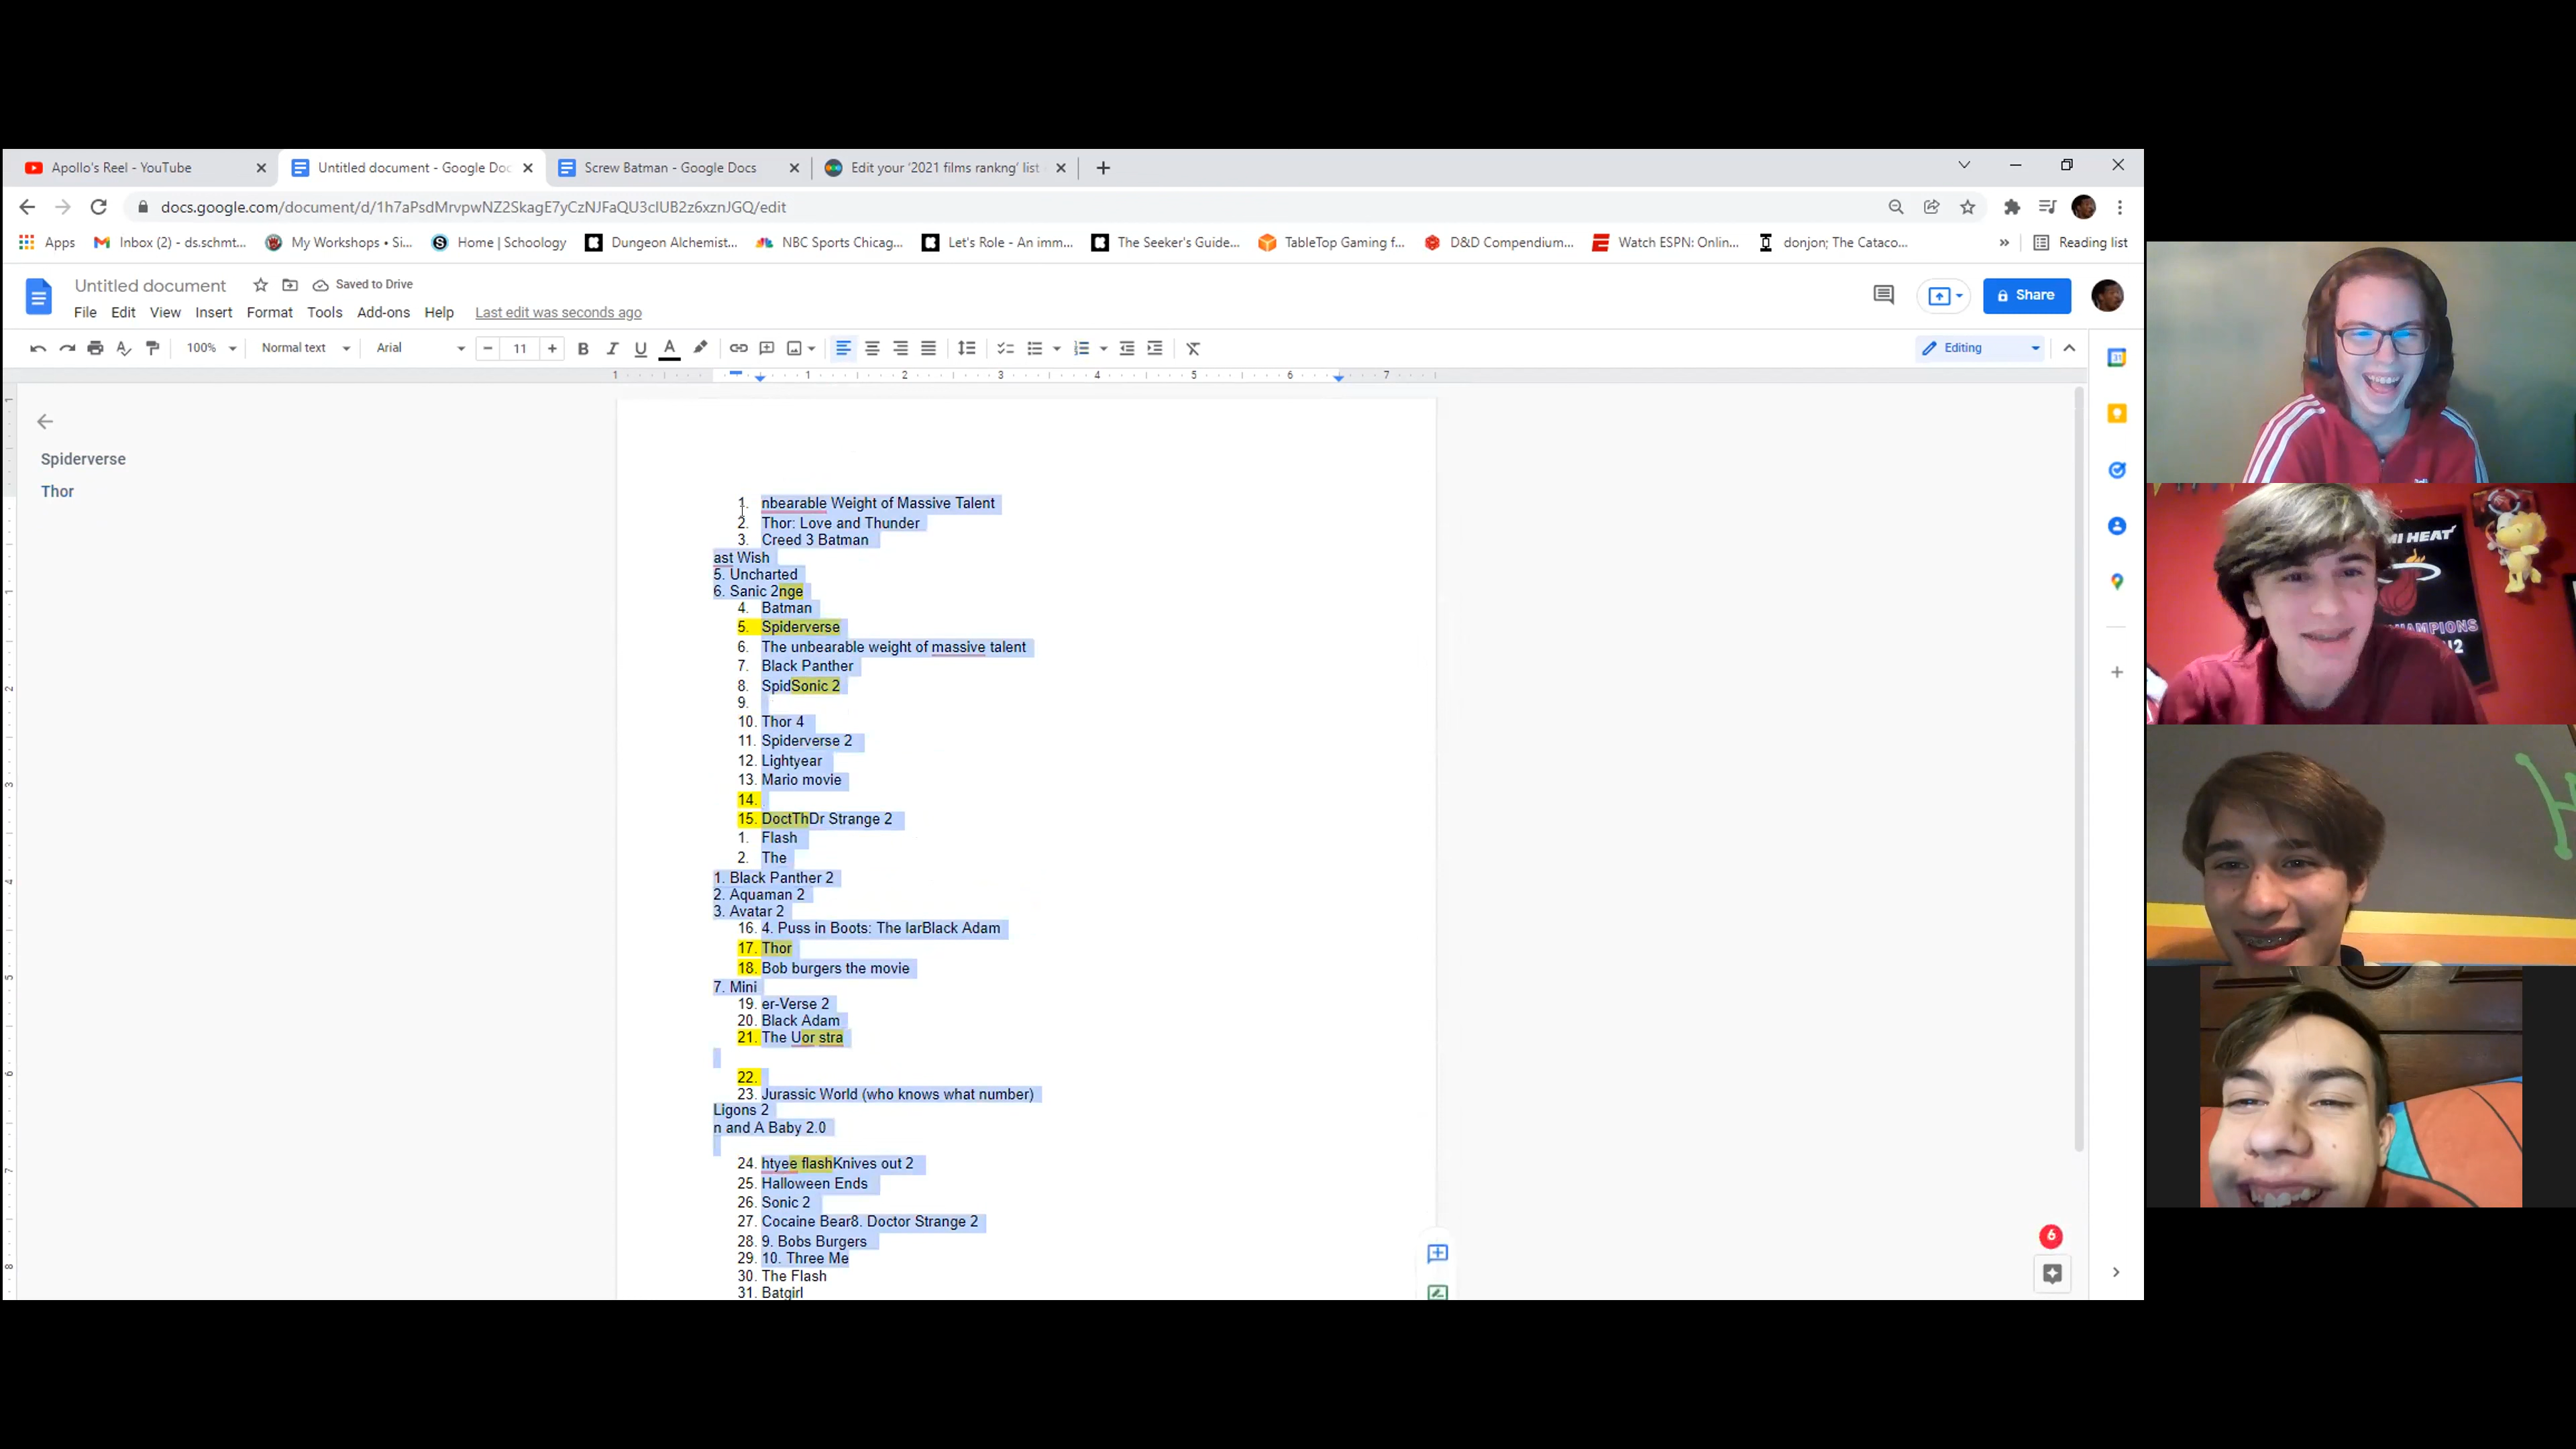 Apollo's Reel - YouTube
Untitled document - Google Doc
Screw Batman - Google Docs
Edit your '2021 films rankng' list
docs.google.com/document/d/1h7aPsdMrvpwNZ2SkagE7yCzNJFaQU3cIUB2z6xznJGQ/edit
Apps
Inbox (2) - ds.schmt...
My Workshops • Si...
Home | Schoology
Dungeon Alchemist...
NBC Sports Chicag...
Let's Role - An imm...
The Seeker's Guide...
TableTop Gaming f...
D&D Compendium...
Watch ESPN: Onlin...
donjon; The Cataco...
»
Reading list
Untitled document
Saved to Drive
Share
File Edit View Insert Format Tools Add-ons Help Last edit was seconds ago
100% Normal text Arial - 11 + B I U A
Editing
1 1 2 3 4 5 6 7
31
Spiderverse
Thor
1. nbearable Weight of Massive Talent
2. Thor: Love and Thunder
3. Creed 3 Batman
ast Wish
5. Uncharted
6. Sanic 2nge
4. Batman
5. Spiderverse
6. The unbearable weight of massive talent
7. Black Panther
8. SpidSonic 2
9.
10. Thor 4
11. Spiderverse 2
12. Lightyear
13. Mario movie
14.
15. DoctThDr Strange 2
1. Flash
2. The
1. Black Panther 2
2. Aquaman 2
3. Avatar 2
16. 4. Puss in Boots: The larBlack Adam
17. Thor
18. Bob burgers the movie
7. Mini
19. er-Verse 2
20. Black Adam
21. The Uor stra
22.
23. Jurassic World (who knows what number)
Ligons 2
n and A Baby 2.0
24. htyee flashKnives out 2
25. Halloween Ends
26. Sonic 2
27. Cocaine Bear8. Doctor Strange 2
28. 9. Bobs Burgers
29. 10. Three Me
30. The Flash
31. Batgirl
6
MI HEAT
CHAMPIONS